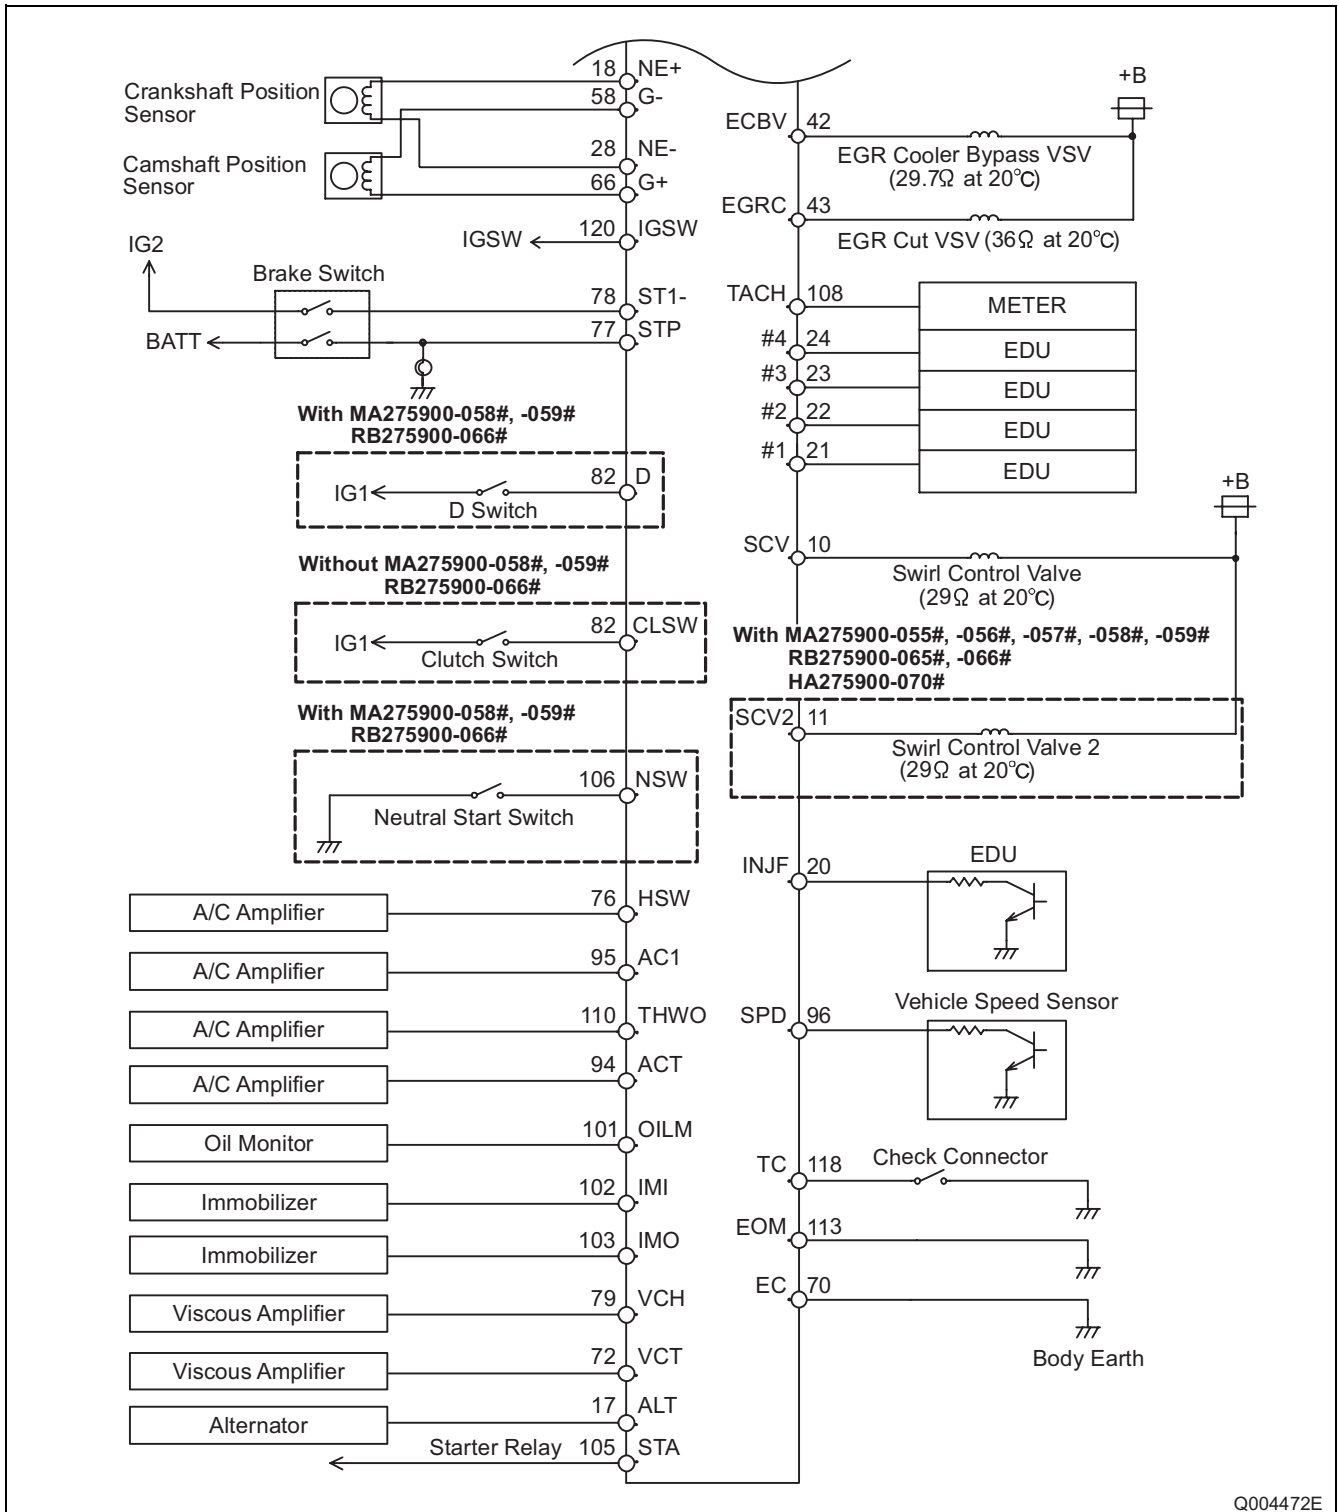 Crankshaft Position
Sensor
18 NE+
58 G-
Camshaft Position
Sensor
28 NE-
66 G+
IGSW 120 IGSW
IG2
Brake Switch
78 ST1-
BATT 77 STP
With MA275900-058#, -059#
RB275900-066#
IG1 82 D
D Switch
Without MA275900-058#, -059#
RB275900-066#
IG1 82 CLSW
Clutch Switch
With MA275900-058#, -059#
RB275900-066#
106 NSW
Neutral Start Switch
A/C Amplifier 76 HSW
A/C Amplifier 95 AC1
A/C Amplifier 110 THWO
A/C Amplifier 94 ACT
Oil Monitor 101 OILM
Immobilizer 102 IMI
Immobilizer 103 IMO
Viscous Amplifier 79 VCH
Viscous Amplifier 72 VCT
Alternator 17 ALT
Starter Relay 105 STA
+B
ECBV 42
EGR Cooler Bypass VSV
(29.7Ω at 20℃)
EGRC 43
EGR Cut VSV (36Ω at 20℃)
TACH 108 METER
#4 24 EDU
#3 23 EDU
#2 22 EDU
#1 21 EDU
+B
SCV 10
Swirl Control Valve
(29Ω at 20℃)
With MA275900-055#, -056#, -057#, -058#, -059#
RB275900-065#, -066#
HA275900-070#
SCV2 11
Swirl Control Valve 2
(29Ω at 20℃)
EDU
INJF 20
Vehicle Speed Sensor
SPD 96
TC 118 Check Connector
EOM 113
EC 70
Body Earth
Q004472E